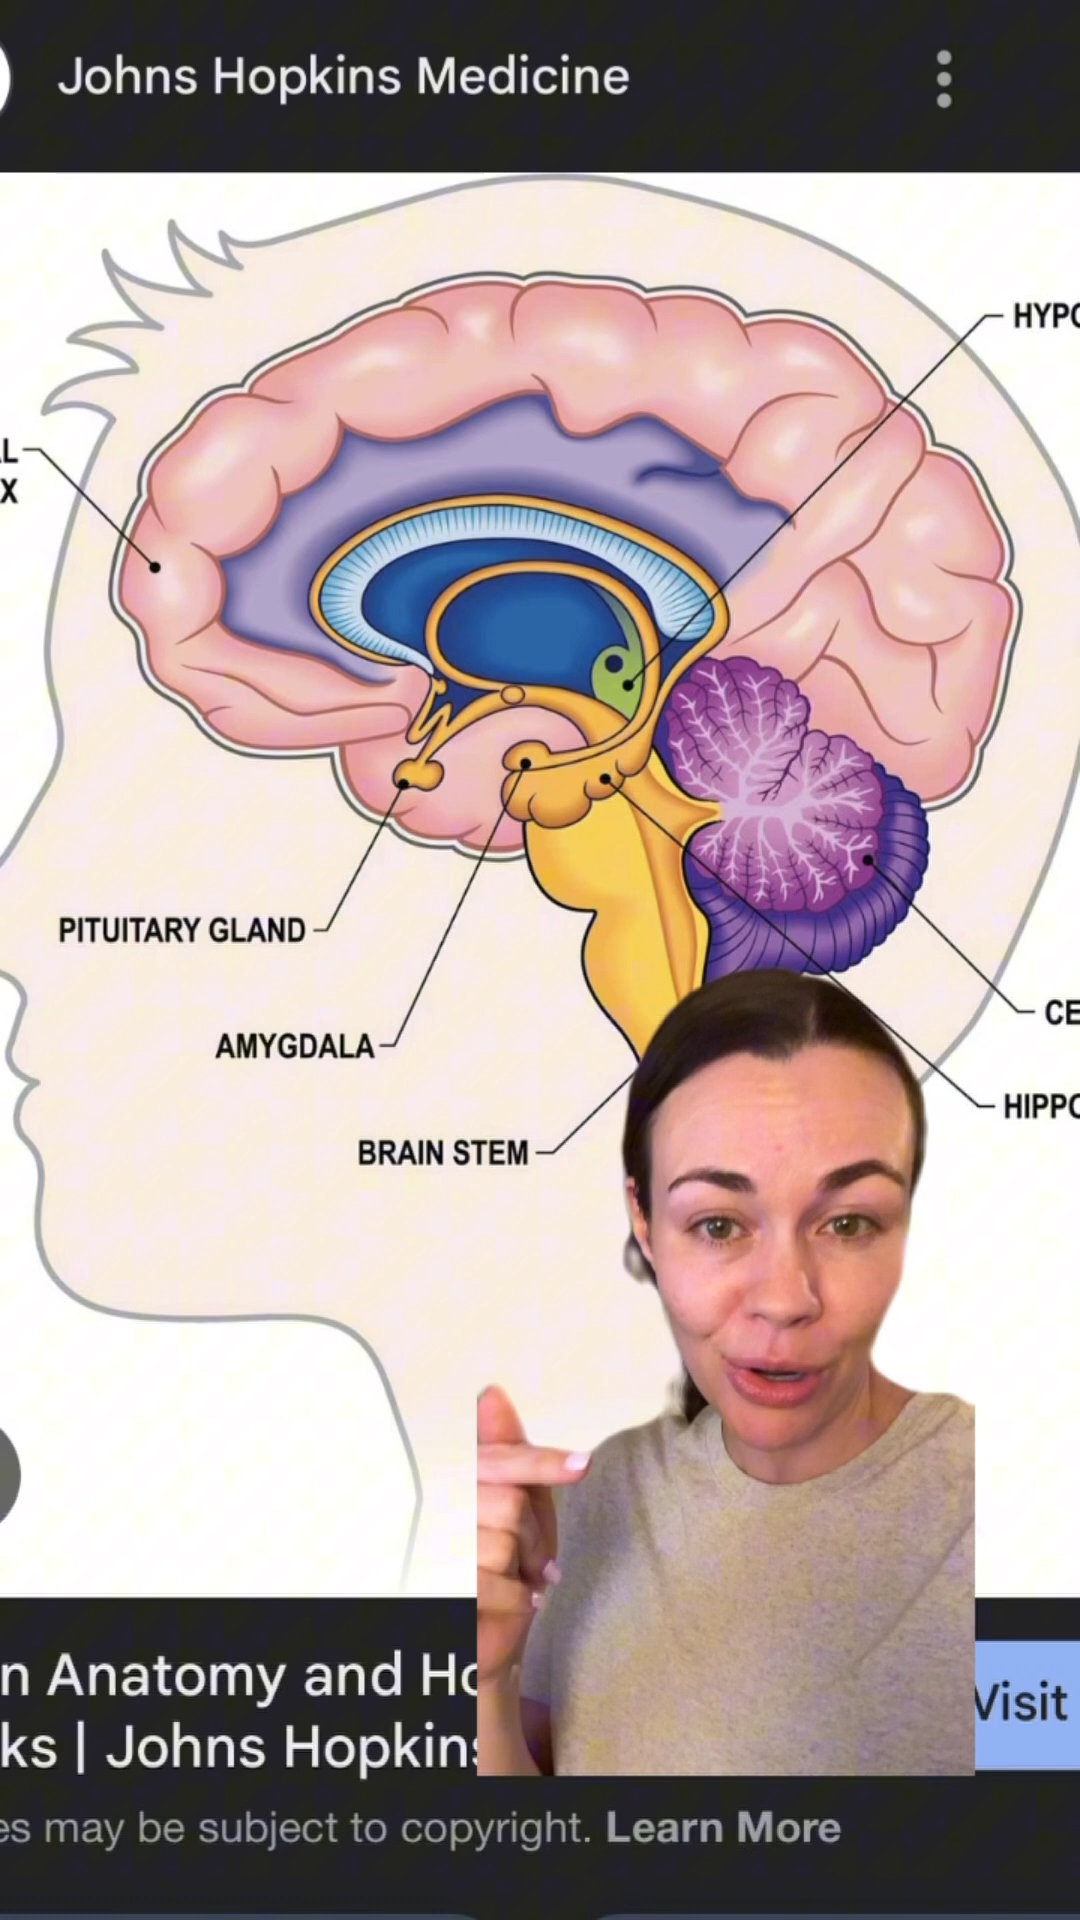 Johns Hopkins Medicine
HYPO
L
X
PITUITARY GLAND
AMYGDALA
BRAIN STEM
CE
HIPPO
n Anatomy and Ho
ks | Johns Hopkins
Visit
es may be subject to copyright. Learn More